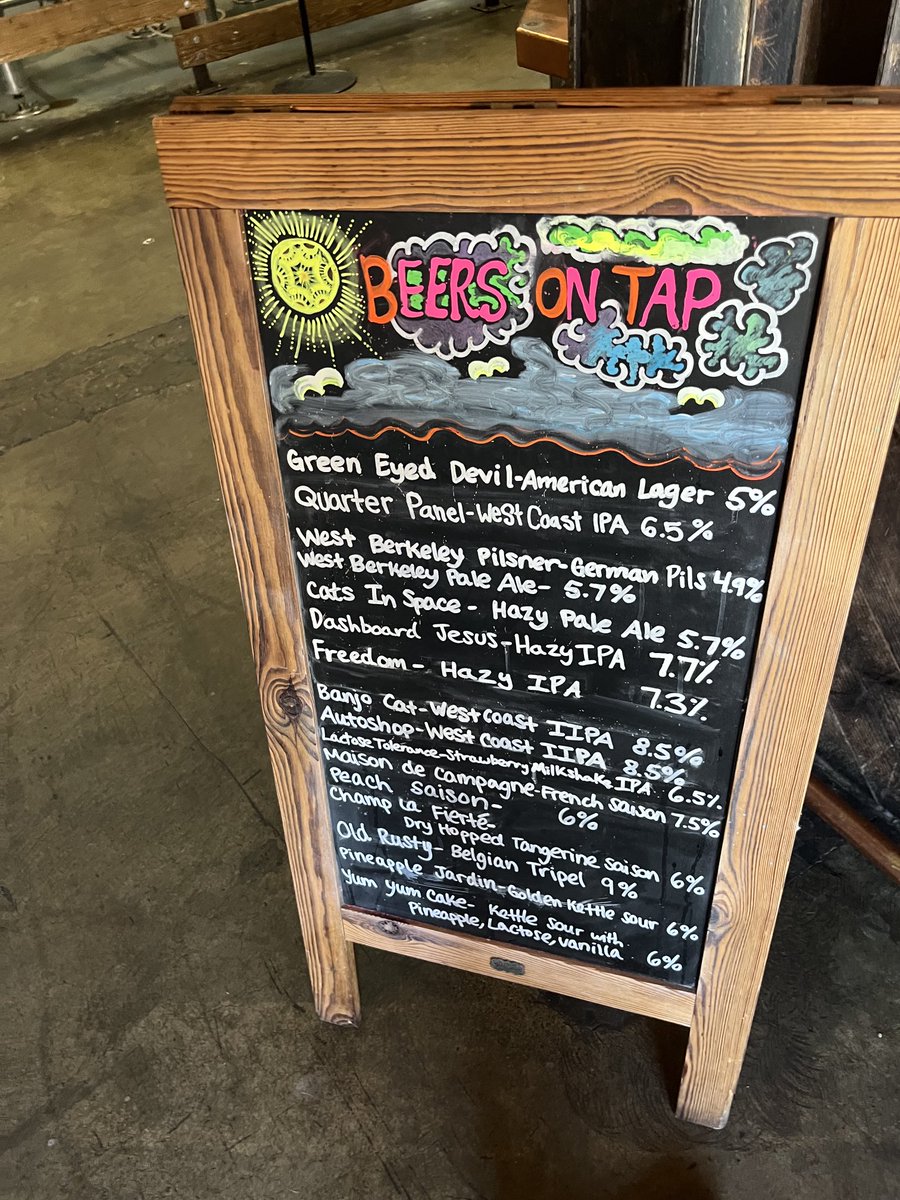 BEERS ON TAP
Green Eyed Devil-American Lager 5%
Quarter Panel-West Coast IPA 6.5%
West Berkeley Pilsner-German Pils 4.9%
West Berkeley Pale Ale- 5.7%
Cats In Space - Hazy Pale Ale 5.7%
Dashboard Jesus-Hazy IPA 7.7%
Freedom- Hazy IPA 7.3%
Banjo Cat-West coast IIPA 8.5%
Autoshop-West Coast IIPA 8.5%
Lactose Tolerance-Strawberry Milkshake IPA 6.5%
Maison de Campagne-French Saison 7.5%
Peach Saison- 6%
Champ La Fierté-
Dry Hopped Tangerine Saison 6%
Old Rusty- Belgian Tripel 9%
Pineapple Jardin-Golden Kettle Sour 6%
Yum yum Cake- Kettle Sour with
Pineapple, Lactose, vanilla 6%